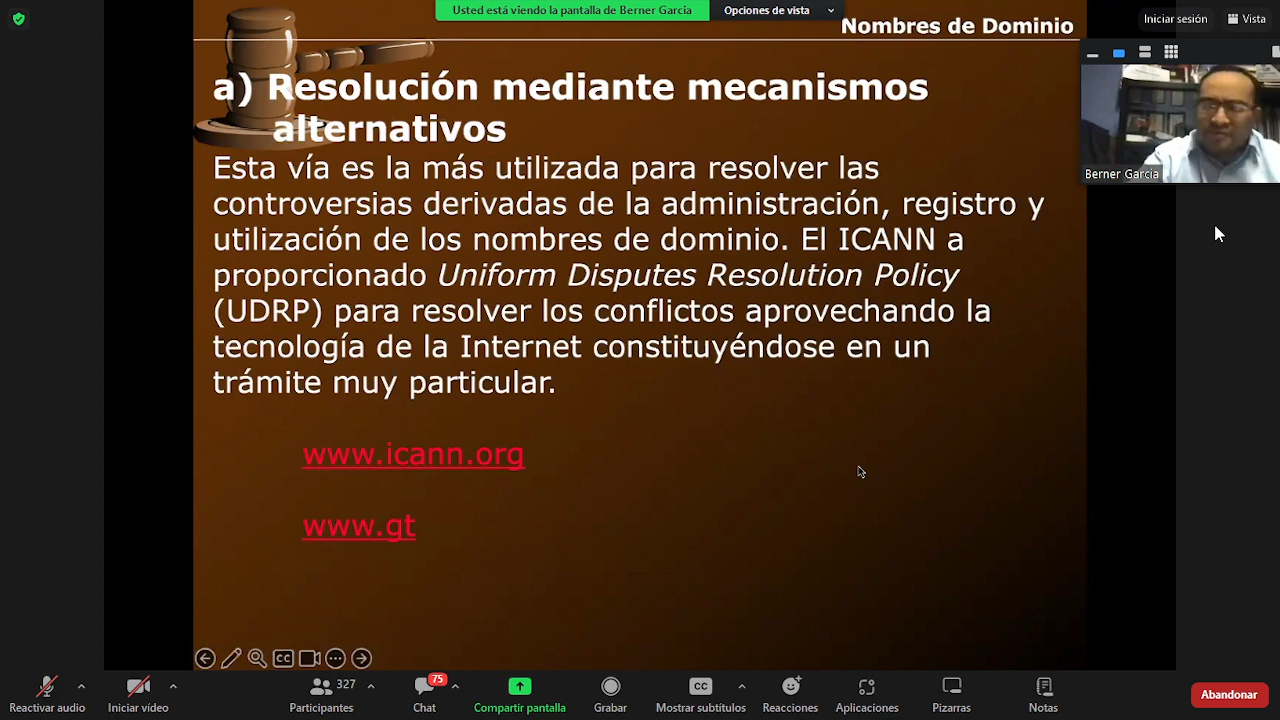 Usted está viendo la pantalla de Berner Garcia
Opciones de vista
Iniciar sesión
Vista
Nombres de Dominio
a) Resolución mediante mecanismos
alternativos
Esta vía es la más utilizada para resolver las
controversias derivadas de la administración, registro y
utilización de los nombres de dominio. El ICANN a
proporcionado Uniform Disputes Resolution Policy
(UDRP) para resolver los conflictos aprovechando la
tecnología de la Internet constituyéndose en un
trámite muy particular.
www.icann.org
www.gt
Berner Garcia
CC
Reactivar audio
Iniciar vídeo
327
Participantes
75
Chat
Compartir pantalla
Grabar
CC
Mostrar subtítulos
Reacciones
Aplicaciones
Pizarras
Notas
Abandonar